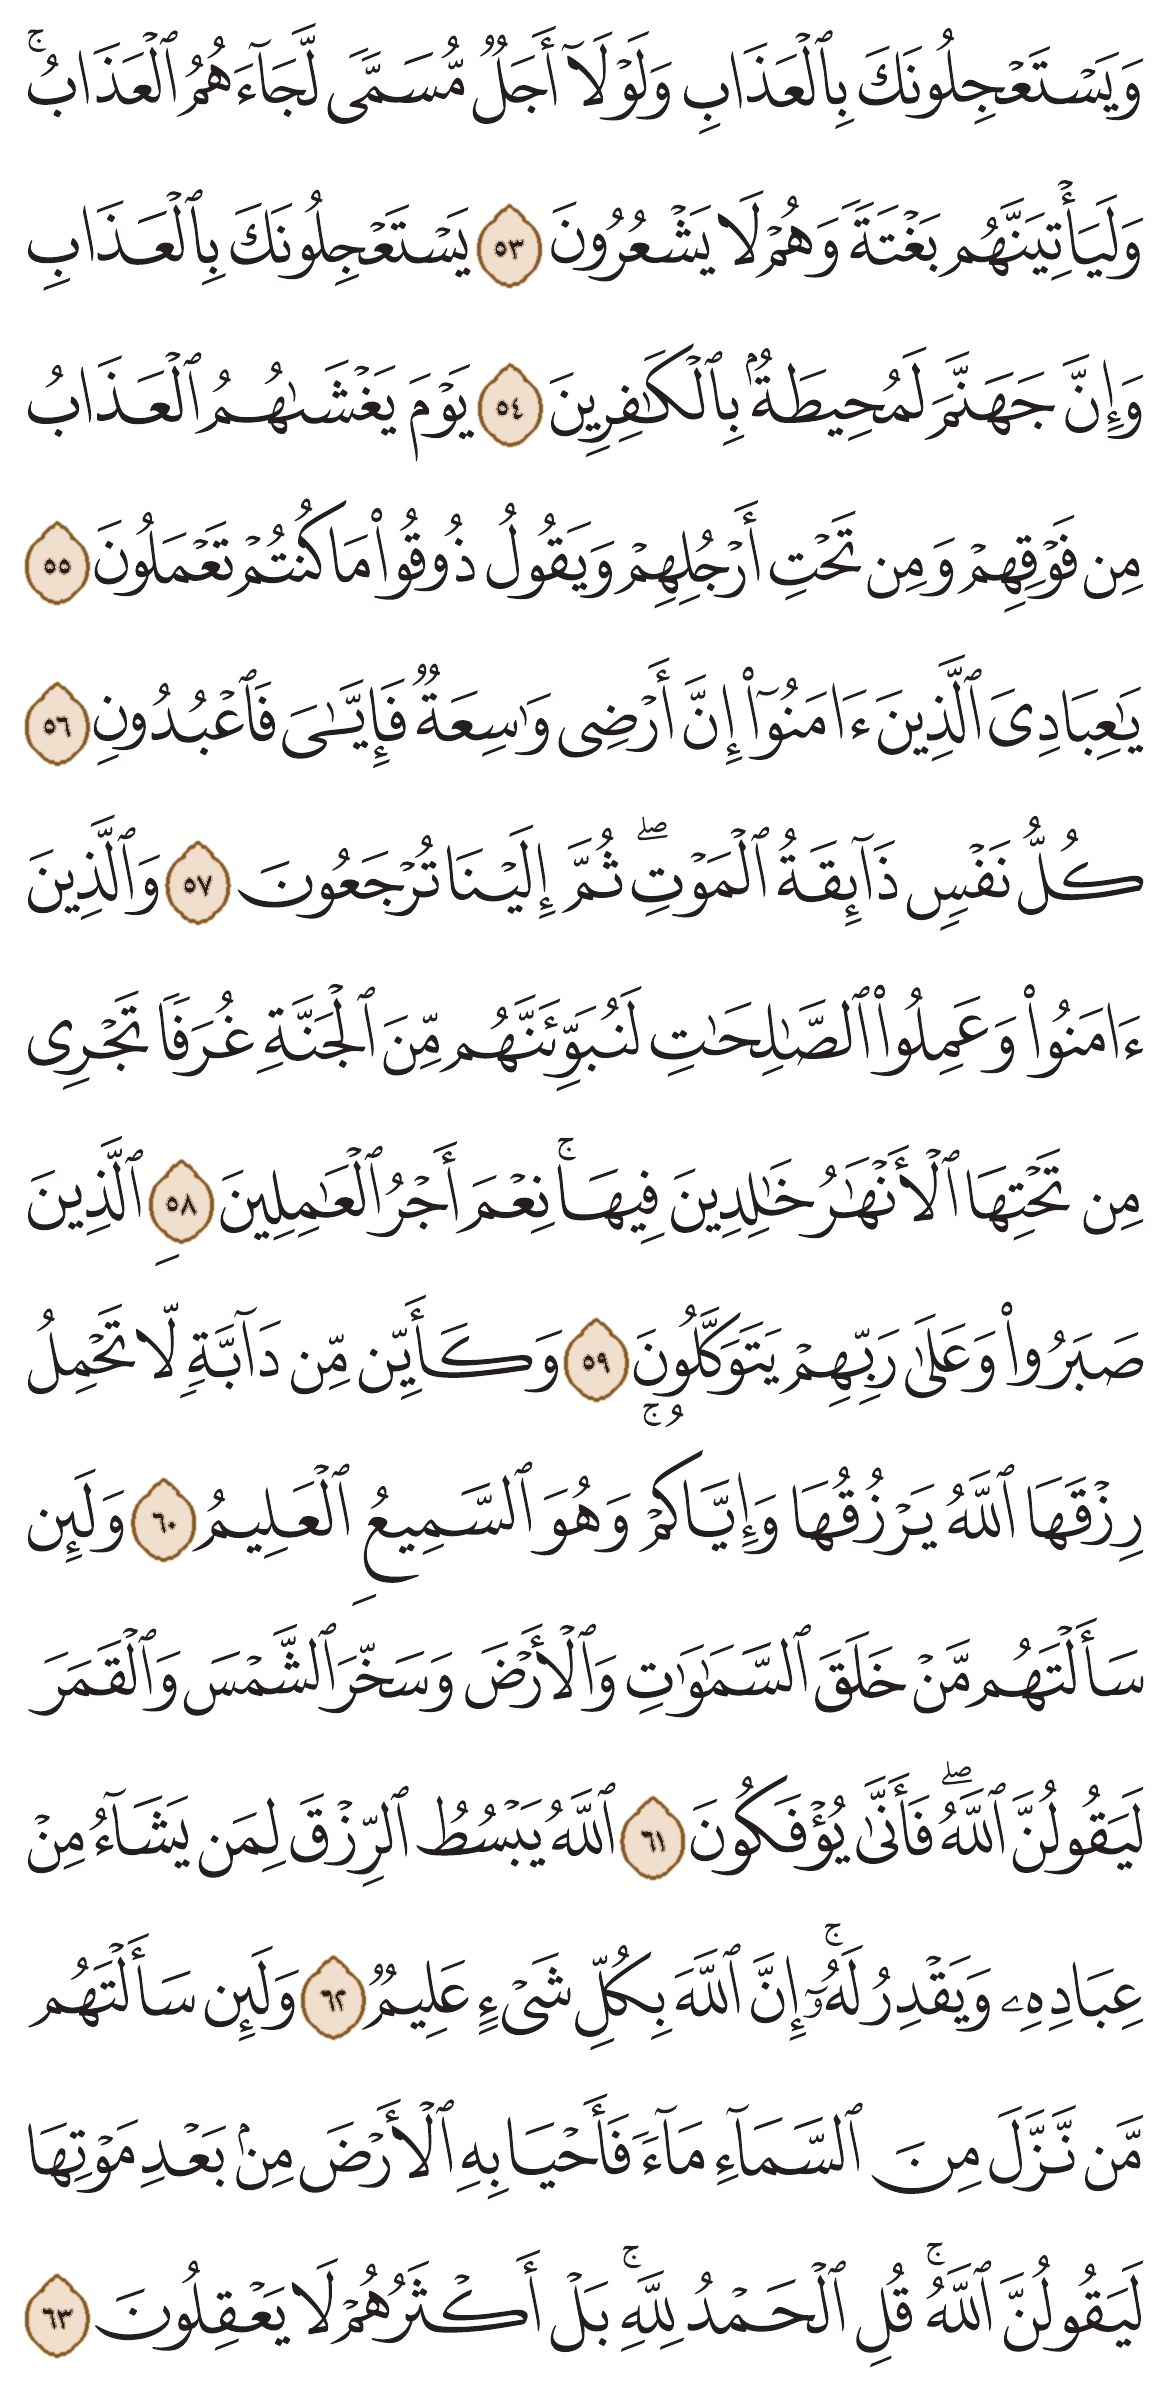 وَيَسْتَعْجِلُونَكَ بِٱلْعَذَابِ وَلَوْلَآ أَجَلٌ مُّسَمًّى لَّجَآءَهُمُ ٱلْعَذَابُ ۚ
وَلَيَأْتِيَنَّهُم بَغْتَةً وَهُمْ لَا يَشْعُرُونَ ٥٣ يَسْتَعْجِلُونَكَ بِٱلْعَذَابِ
وَإِنَّ جَهَنَّمَ لَمُحِيطَةٌۢ بِٱلْكَـٰفِرِينَ ٥٤ يَوْمَ يَغْشَىٰهُمُ ٱلْعَذَابُ
مِن فَوْقِهِمْ وَمِن تَحْتِ أَرْجُلِهِمْ وَيَقُولُ ذُوقُوا۟ مَا كُنتُمْ تَعْمَلُونَ ٥٥
يَـٰعِبَادِىَ ٱلَّذِينَ ءَامَنُوٓا۟ إِنَّ أَرْضِى وَٰسِعَةٌ فَإِيَّـٰىَ فَٱعْبُدُونِ ٥٦
كُلُّ نَفْسٍ ذَآئِقَةُ ٱلْمَوْتِ ۖ ثُمَّ إِلَيْنَا تُرْجَعُونَ ٥٧ وَٱلَّذِينَ
ءَامَنُوا۟ وَعَمِلُوا۟ ٱلصَّـٰلِحَـٰتِ لَنُبَوِّئَنَّهُم مِّنَ ٱلْجَنَّةِ غُرَفًا تَجْرِى
مِن تَحْتِهَا ٱلْأَنْهَـٰرُ خَـٰلِدِينَ فِيهَا ۚ نِعْمَ أَجْرُ ٱلْعَـٰمِلِينَ ٥٨ ٱلَّذِينَ
صَبَرُوا۟ وَعَلَىٰ رَبِّهِمْ يَتَوَكَّلُونَ ٥٩ وَكَأَيِّن مِّن دَآبَّةٍ لَّا تَحْمِلُ
رِزْقَهَا ٱللَّهُ يَرْزُقُهَا وَإِيَّاكُمْ ۚ وَهُوَ ٱلسَّمِيعُ ٱلْعَلِيمُ ٦٠ وَلَئِن
سَأَلْتَهُم مَّنْ خَلَقَ ٱلسَّمَـٰوَٰتِ وَٱلْأَرْضَ وَسَخَّرَ ٱلشَّمْسَ وَٱلْقَمَرَ
لَيَقُولُنَّ ٱللَّهُ ۖ فَأَنَّىٰ يُؤْفَكُونَ ٦١ ٱللَّهُ يَبْسُطُ ٱلرِّزْقَ لِمَن يَشَآءُ مِنْ
عِبَادِهِۦ وَيَقْدِرُ لَهُۥٓ ۚ إِنَّ ٱللَّهَ بِكُلِّ شَىْءٍ عَلِيمٌ ٦٢ وَلَئِن سَأَلْتَهُم
مَّن نَّزَّلَ مِنَ ٱلسَّمَآءِ مَآءً فَأَحْيَا بِهِ ٱلْأَرْضَ مِنۢ بَعْدِ مَوْتِهَا
لَيَقُولُنَّ ٱللَّهُ ۚ قُلِ ٱلْحَمْدُ لِلَّهِ ۚ بَلْ أَكْثَرُهُمْ لَا يَعْقِلُونَ ٦٣